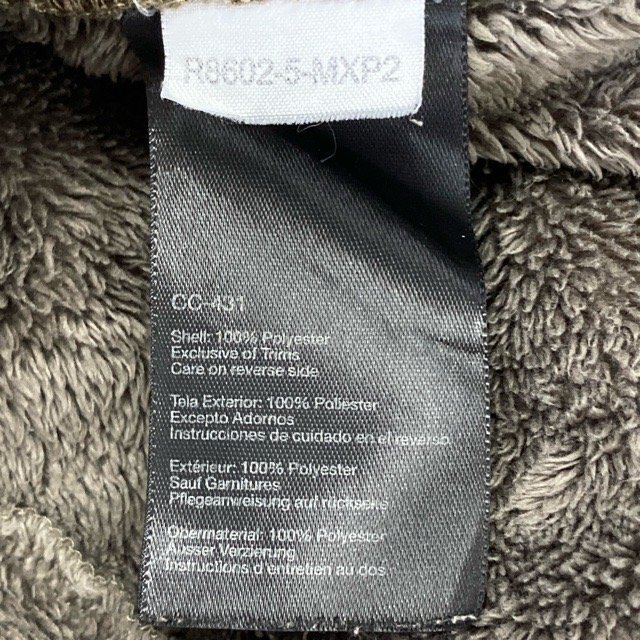 R8602-5-MXP2
CC-431
Shell: 100% Polyester
Exclusive of Trims
Care on reverse side
Tela Exterior: 100% Poliester
Excepto Adornos
Instrucciones de cuidado en el reverso
Extérieur: 100% Polyester
Sauf Garnitures
Pflegeanweisung auf rückseite
Obermaterial: 100% Polyester
Ausser Verzierung
Instructions d'entretien au dos